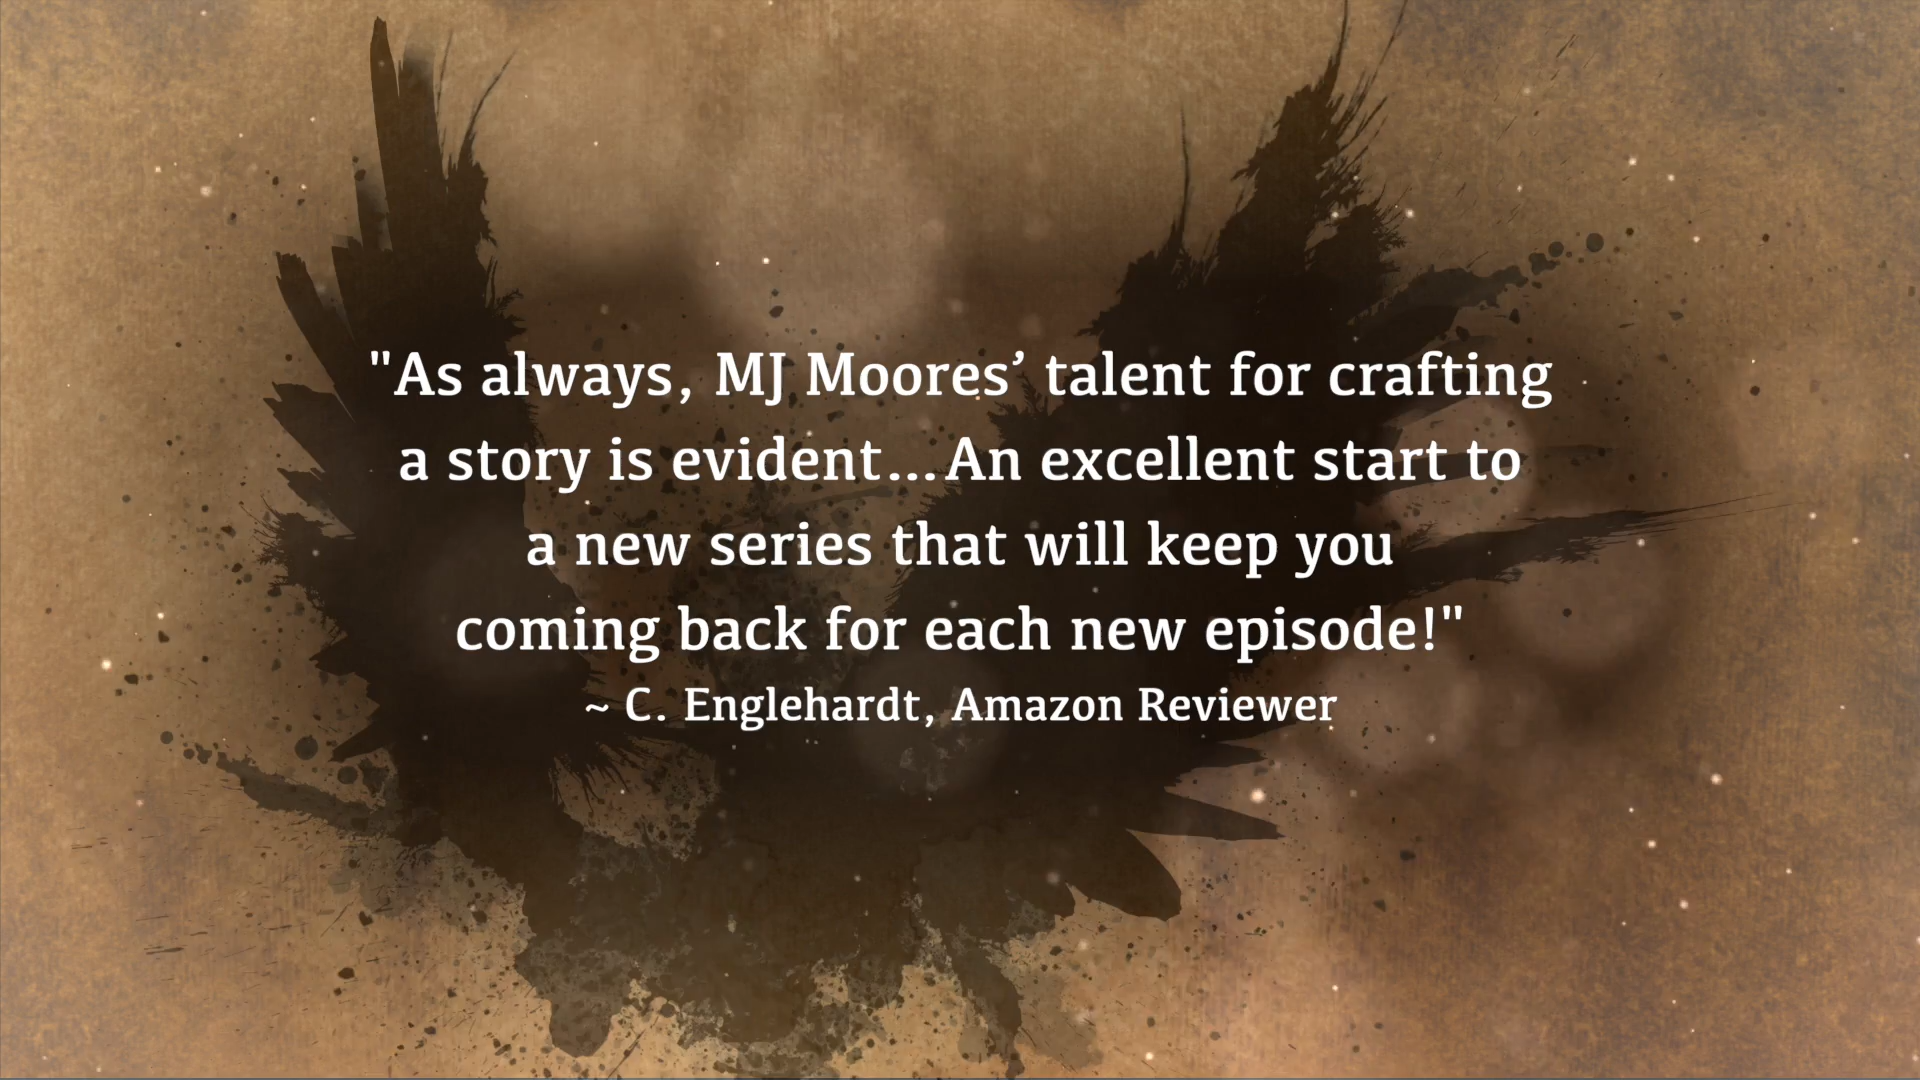 "As always, MJ Moores’ talent for crafting
a story is evident...An excellent start to
a new series that will keep you
coming back for each new episode!"
~ C. Englehardt, Amazon Reviewer